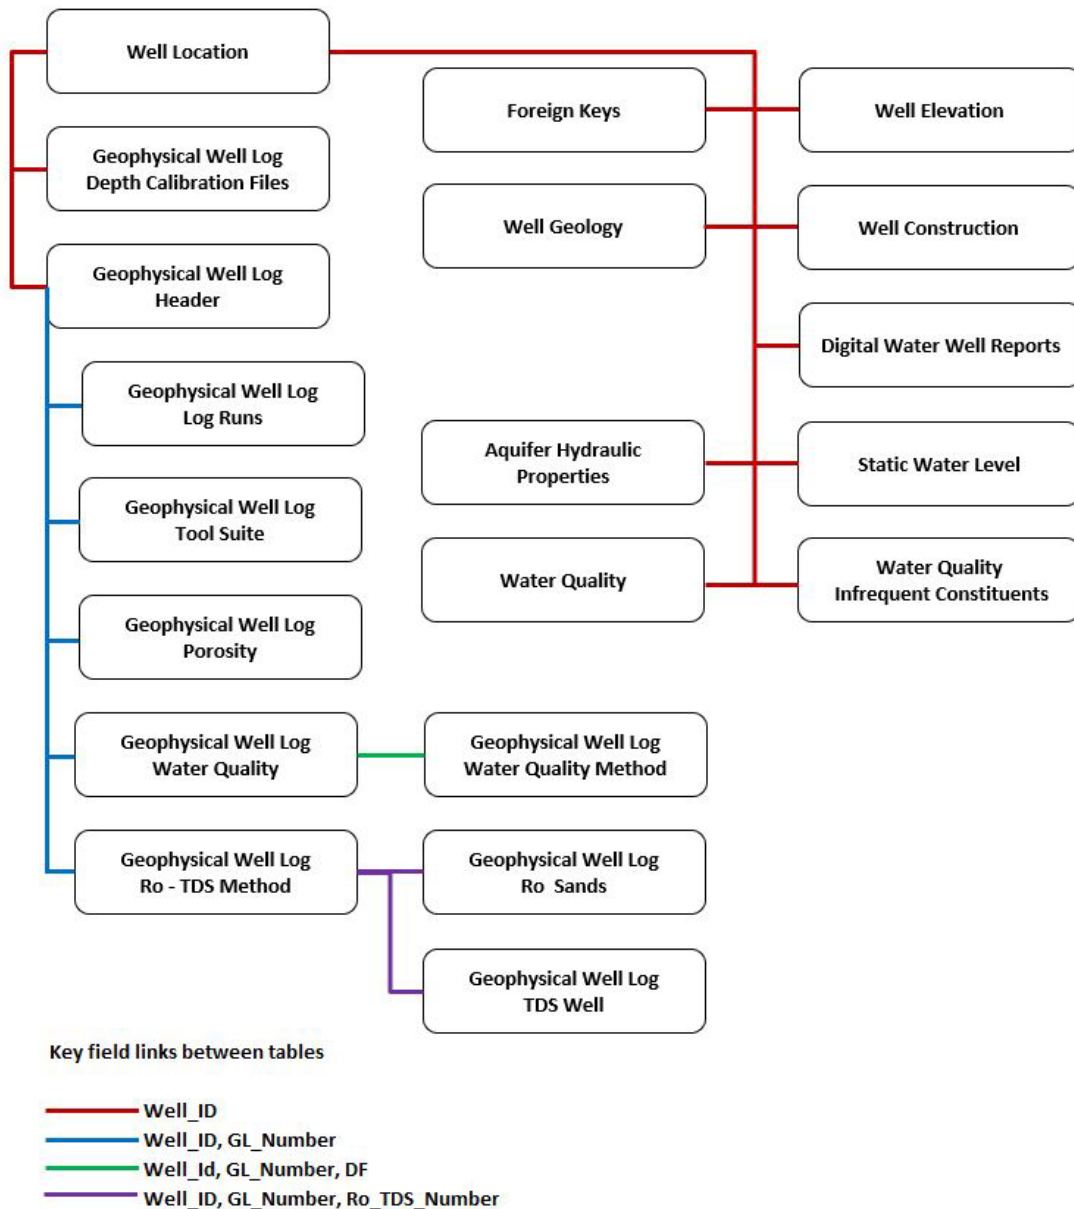 Well Location
Geophysical Well Log
Depth Calibration Files
Geophysical Well Log
Header
Geophysical Well Log
Log Runs
Geophysical Well Log
Tool Suite
Geophysical Well Log
Porosity
Geophysical Well Log
Water Quality
Geophysical Well Log
Water Quality Method
Geophysical Well Log
Ro - TDS Method
Geophysical Well Log
Ro Sands
Geophysical Well Log
TDS Well
Foreign Keys
Well Elevation
Well Geology
Well Construction
Digital Water Well Reports
Aquifer Hydraulic
Properties
Static Water Level
Water Quality
Water Quality
Infrequent Constituents
Key field links between tables
Well_ID
Well_ID, GL_Number
Well_Id, GL_Number, DF
Well_ID, GL_Number, Ro_TDS_Number